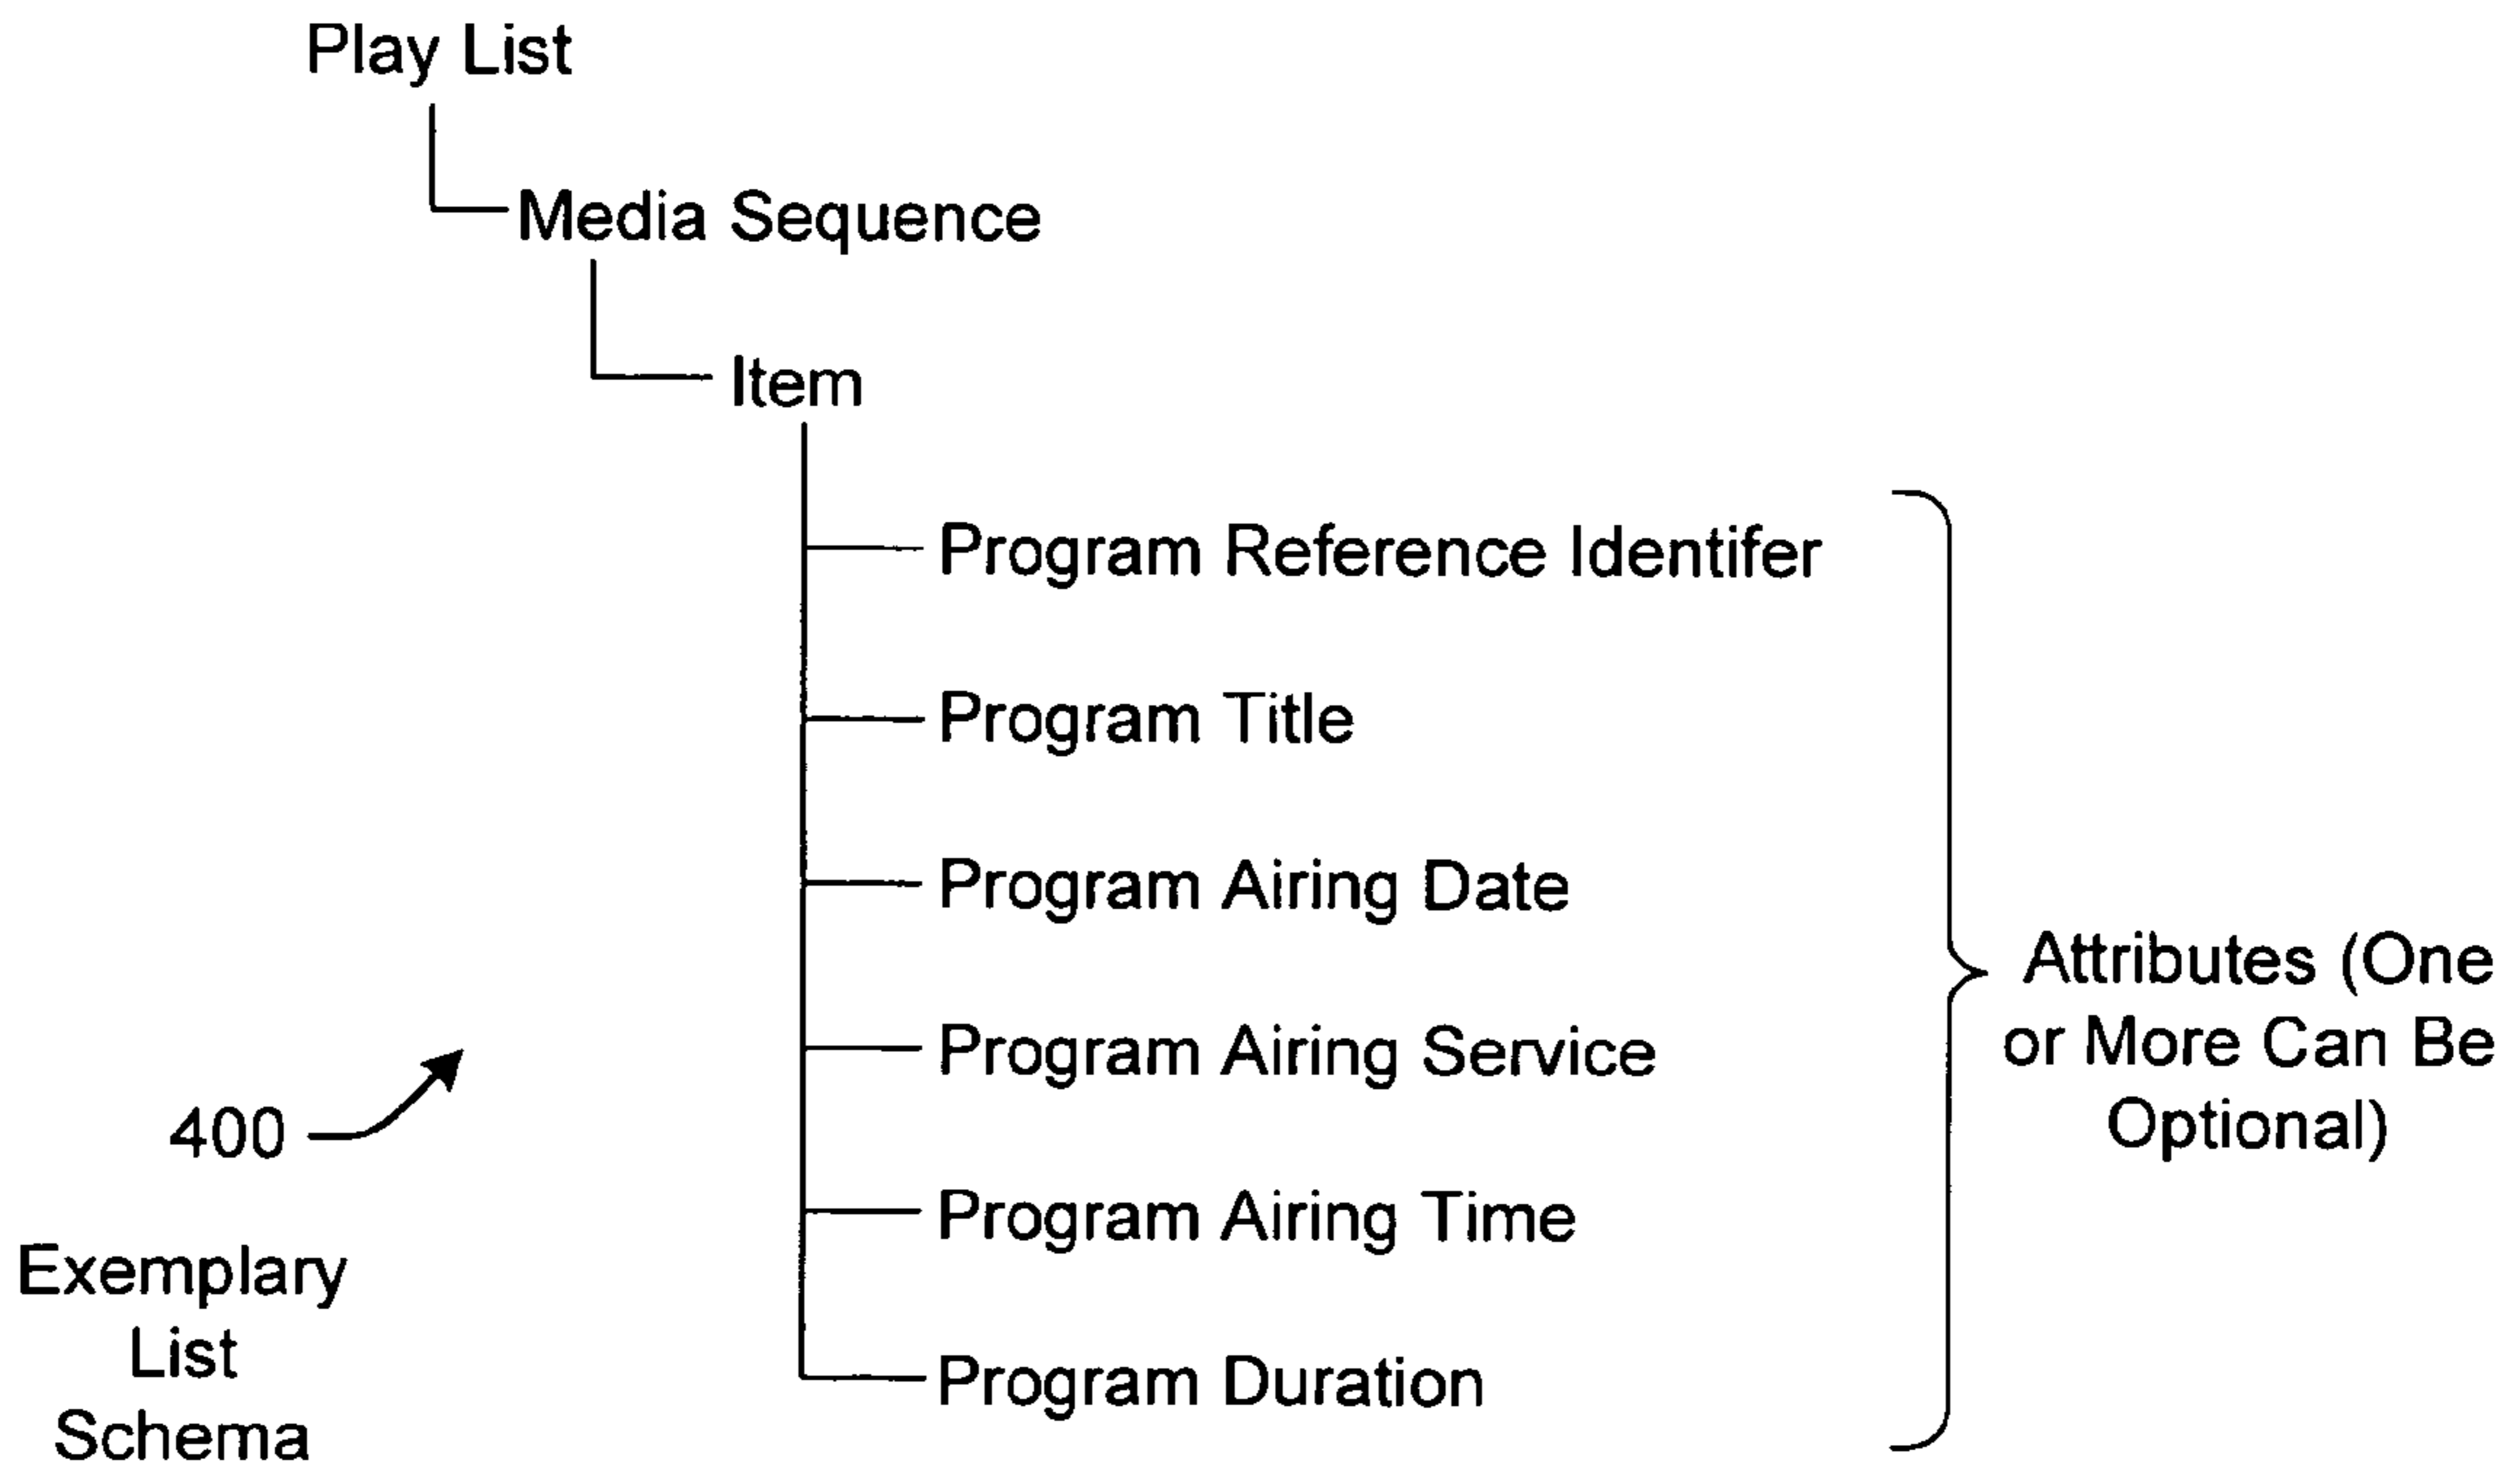 Play List
Media Sequence
Item
Program Reference Identifer
Program Title
Program Airing Date
Program Airing Service
Program Airing Time
Program Duration
Attributes (One
or More Can Be
Optional)
400
Exemplary
List
Schema